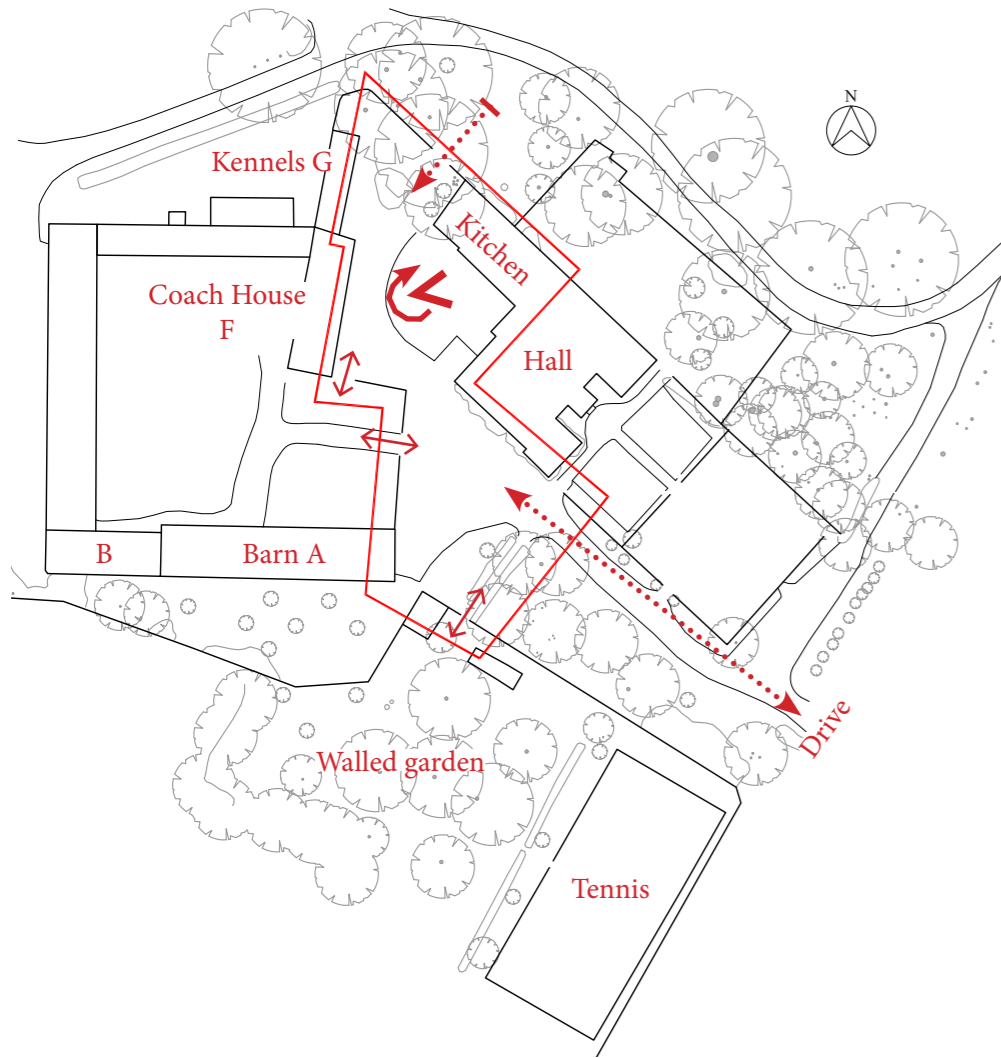 N
Kennels G
Kitchen
Coach House
F
Hall
B
Barn A
Drive
Walled garden
Tennis